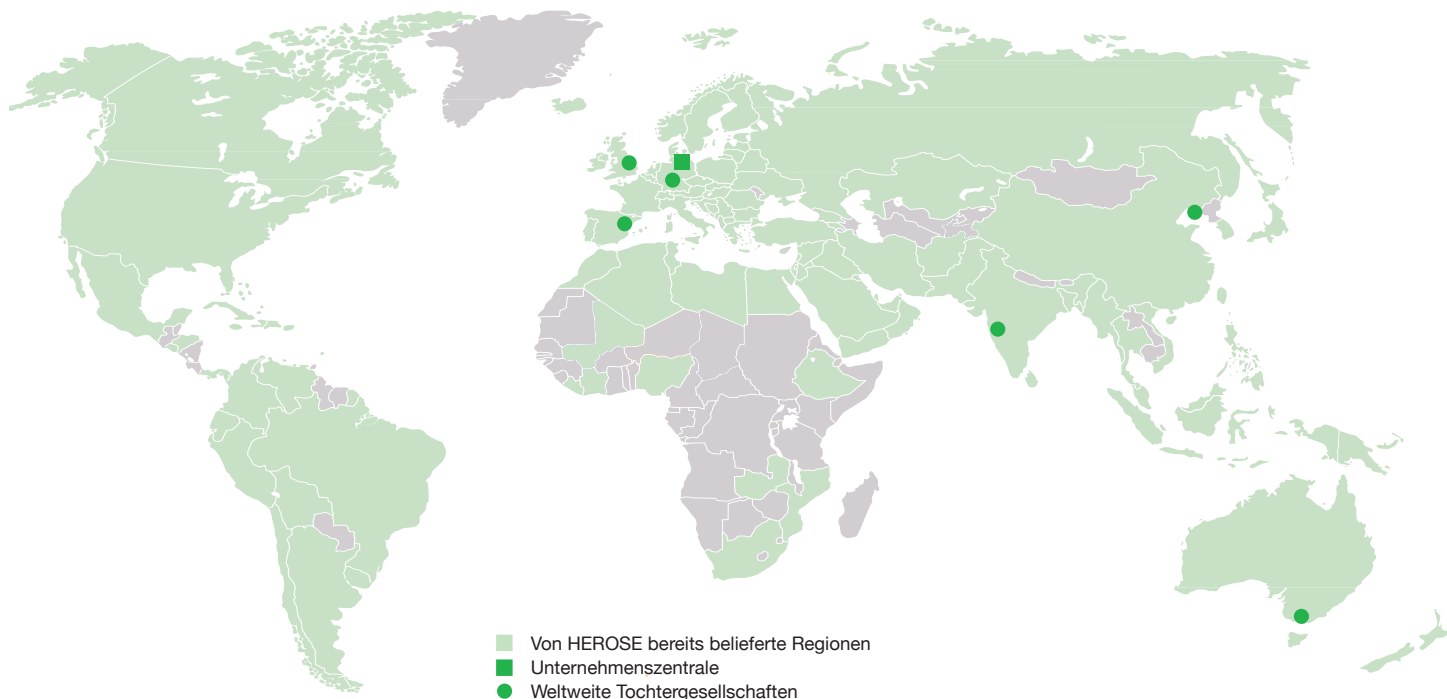 Von HEROSE bereits belieferte Regionen
Unternehmenszentrale
Weltweite Tochtergesellschaften